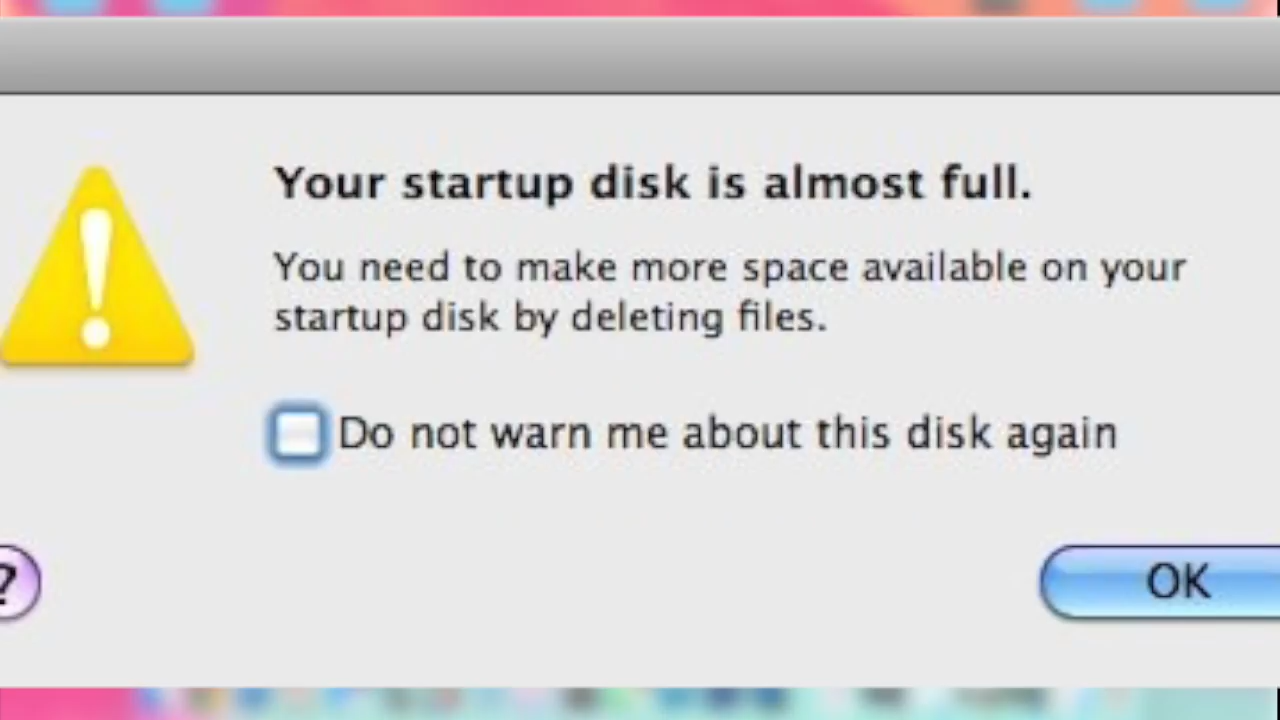 Your startup disk is almost full.
You need to make more space available on your
startup disk by deleting files.
Do not warn me about this disk again
?
OK